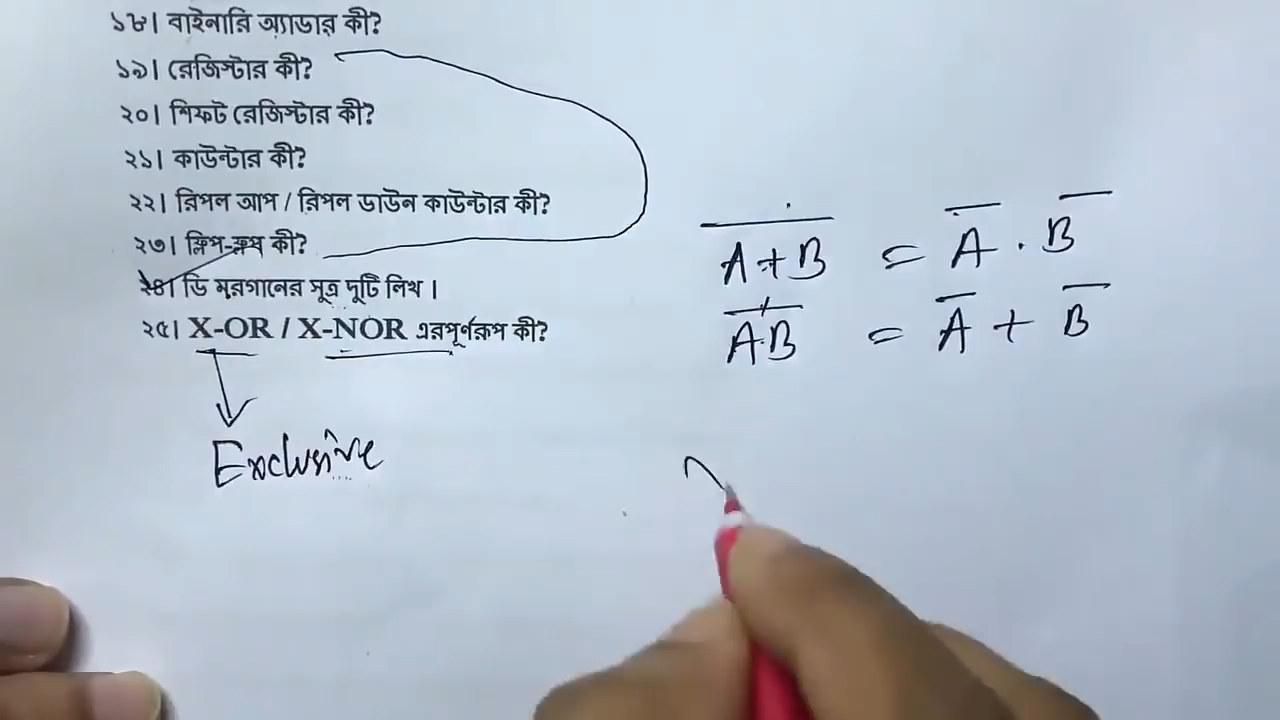 ১৮। বাইনারি অ্যাডার কী?
১৯। রেজিস্টার কী?
২০। শিফট রেজিস্টার কী?
২১। কাউন্টার কী?
২২। রিপল আপ / রিপল ডাউন কাউন্টার কী?
২৩। ফ্লিপ-ফ্লপ কী?
২৪। ডি মরগানের সূত্র দুটি লিখ।
২৫। X-OR / X-NOR এরপূর্ণরূপ কী?
Exclusive
A̅+̅B̅ = A̅ . B̅
A̅.̅B̅ = A̅ + B̅